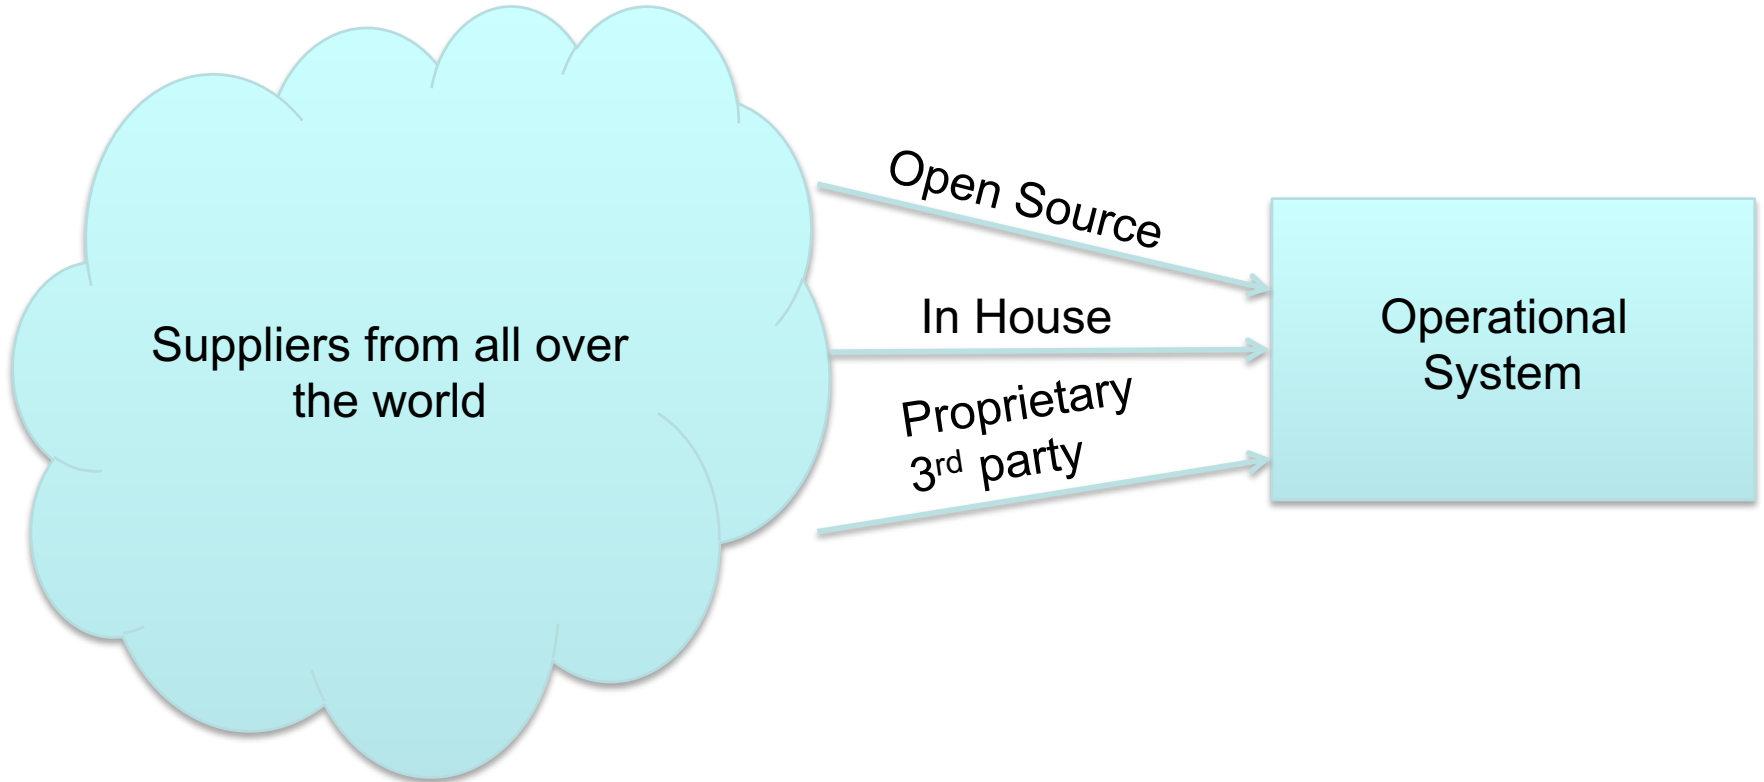 Suppliers from all over
the world
Open Source
In House
Proprietary
3rd party
Operational
System